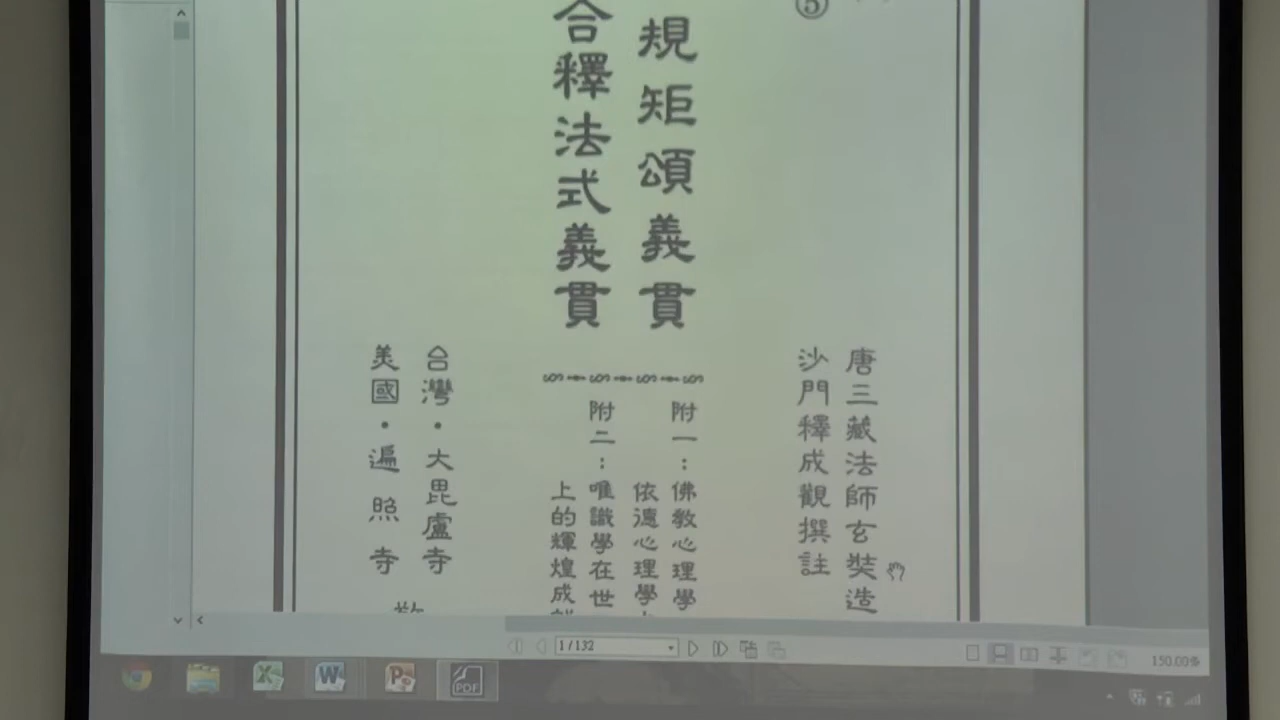 ⑤
規矩頌義貫
合釋法式義貫
唐三藏法師玄奘造
沙門釋成觀撰註
附一：佛教心理學
依德心理學
附二：唯識學在世
上的輝煌成
台灣・大毘盧寺
美國・遍照寺
1/132
150.00%
PDF